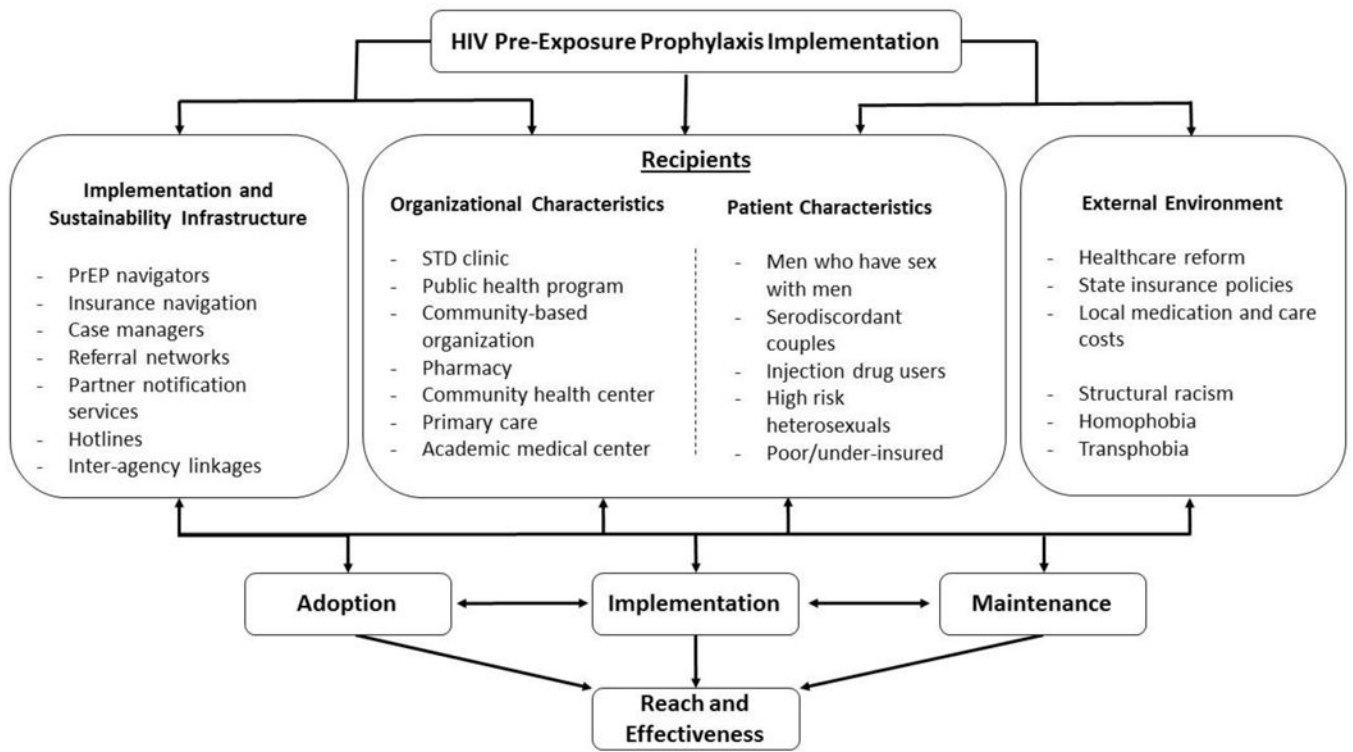 HIV Pre-Exposure Prophylaxis Implementation
Implementation and
Sustainability Infrastructure
- PrEP navigators
- Insurance navigation
- Case managers
- Referral networks
- Partner notification
services
- Hotlines
- Inter-agency linkages
Recipients
Organizational Characteristics
- STD clinic
- Public health program
- Community-based
organization
- Pharmacy
- Community health center
- Primary care
- Academic medical center
Patient Characteristics
- Men who have sex
with men
- Serodiscordant
couples
- Injection drug users
- High risk
heterosexuals
- Poor/under-insured
External Environment
- Healthcare reform
- State insurance policies
- Local medication and care
costs
- Structural racism
- Homophobia
- Transphobia
Adoption
Implementation
Maintenance
Reach and
Effectiveness